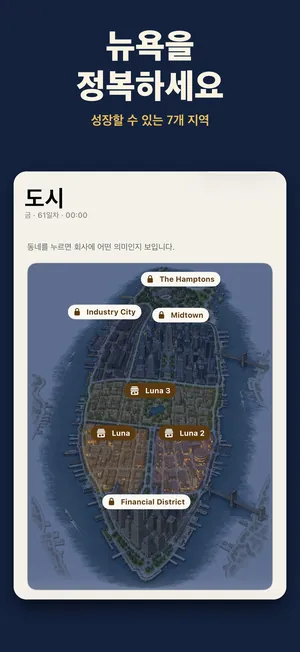 뉴욕을
정복하세요
성장할 수 있는 7개 지역
도시
금 · 61일차 · 00:00
동네를 누르면 회사에 어떤 의미인지 보입니다.
The Hamptons
Industry City
Midtown
Luna 3
Luna
Luna 2
Financial District